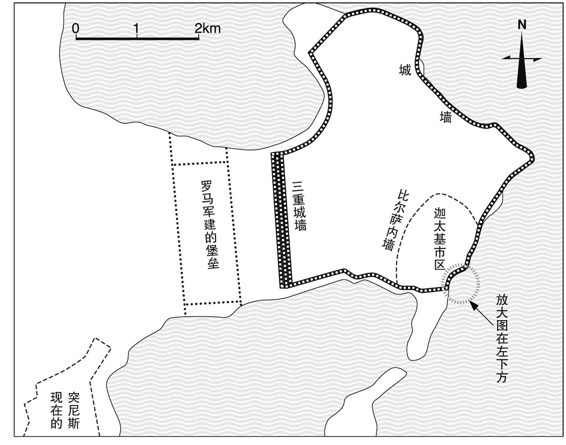 0 1 2km
N
城墙
三重城墙
罗马军建的堡垒
比尔萨内墙
迦太基市区
放大图在左下方
突尼斯
现在的